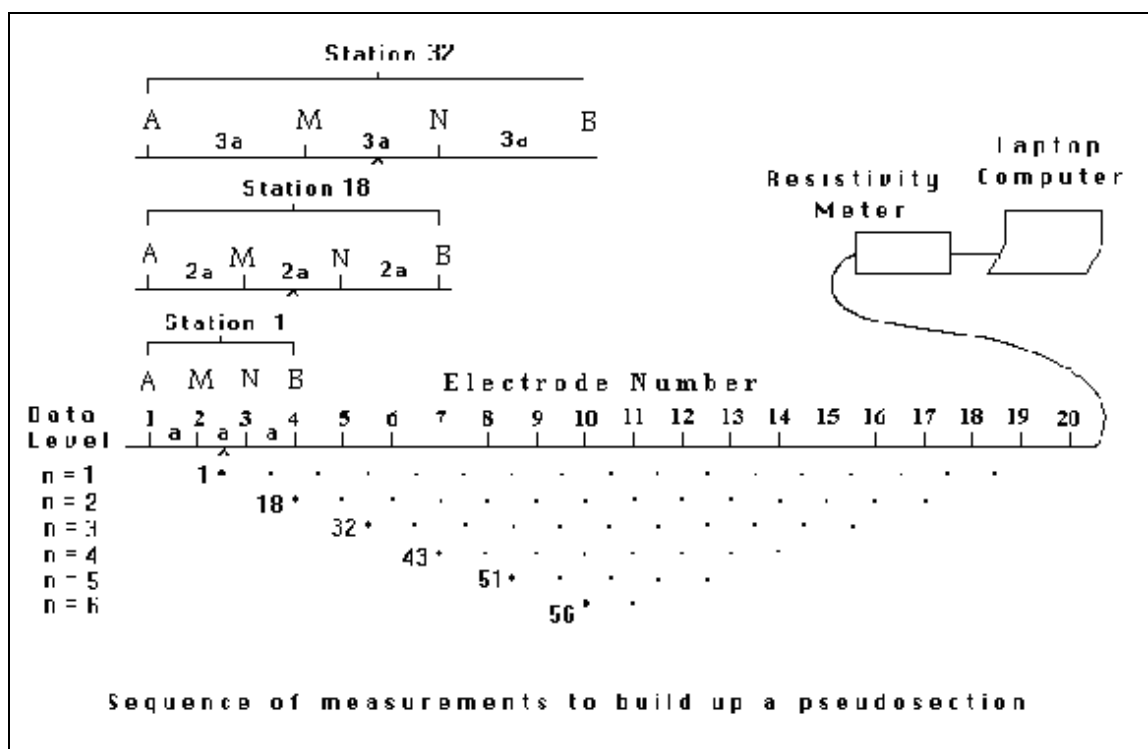 Station 32
A M N B
3a 3a 3a
Station 18
A M N B
2a 2a 2a
Station 1
A M N B
Resistivity Meter
Laptop Computer
Electrode Number
Data Level
1 2 3 4 5 6 7 8 9 10 11 12 13 14 15 16 17 18 19 20
a a a
n = 1 1
n = 2 18
n = 3 32
n = 4 43
n = 5 51
n = 6 56
Sequence of measurements to build up a pseudosection